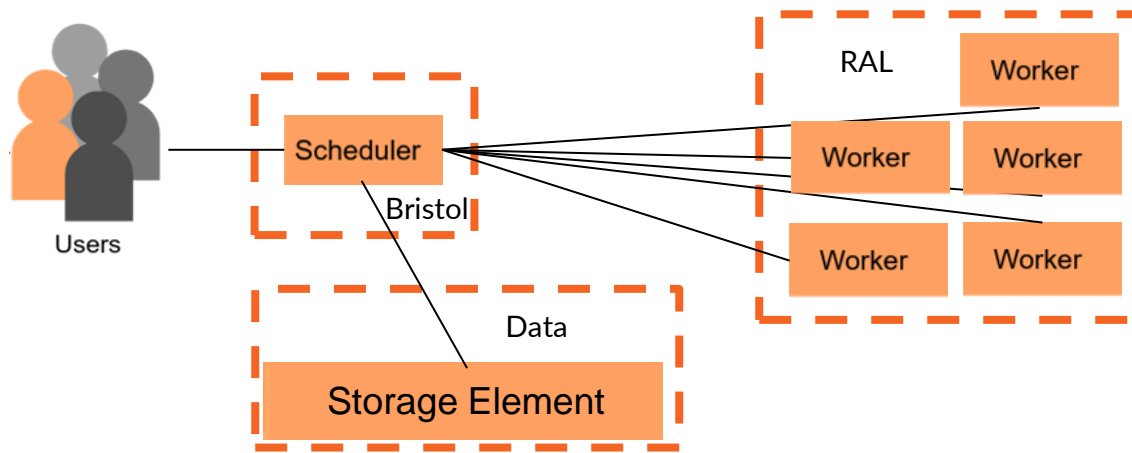 RAL
Worker
Scheduler
Worker
Worker
Bristol
Users
Worker
Worker
Data
Storage Element